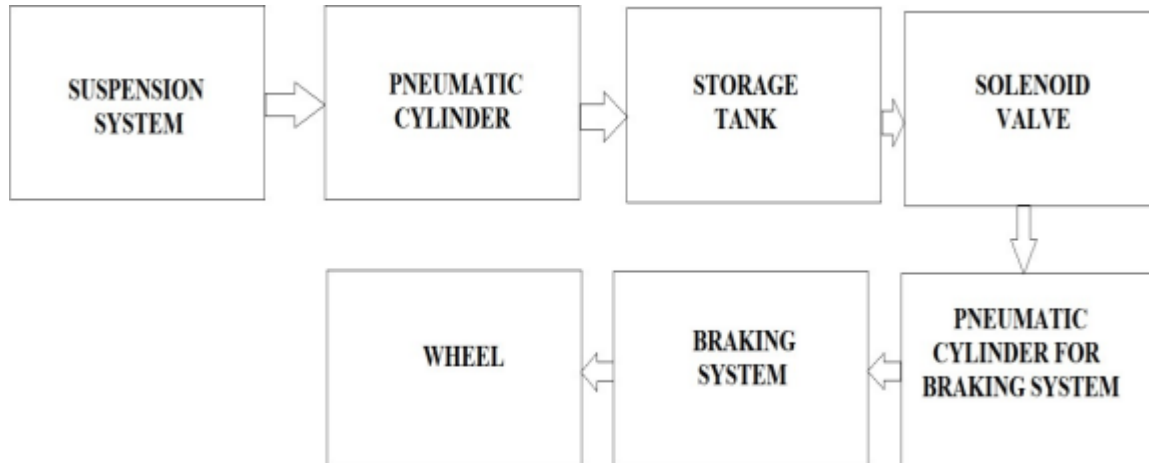 SUSPENSION
SYSTEM
PNEUMATIC
CYLINDER
STORAGE
TANK
SOLENOID
VALVE
WHEEL
BRAKING
SYSTEM
PNEUMATIC
CYLINDER FOR
BRAKING SYSTEM